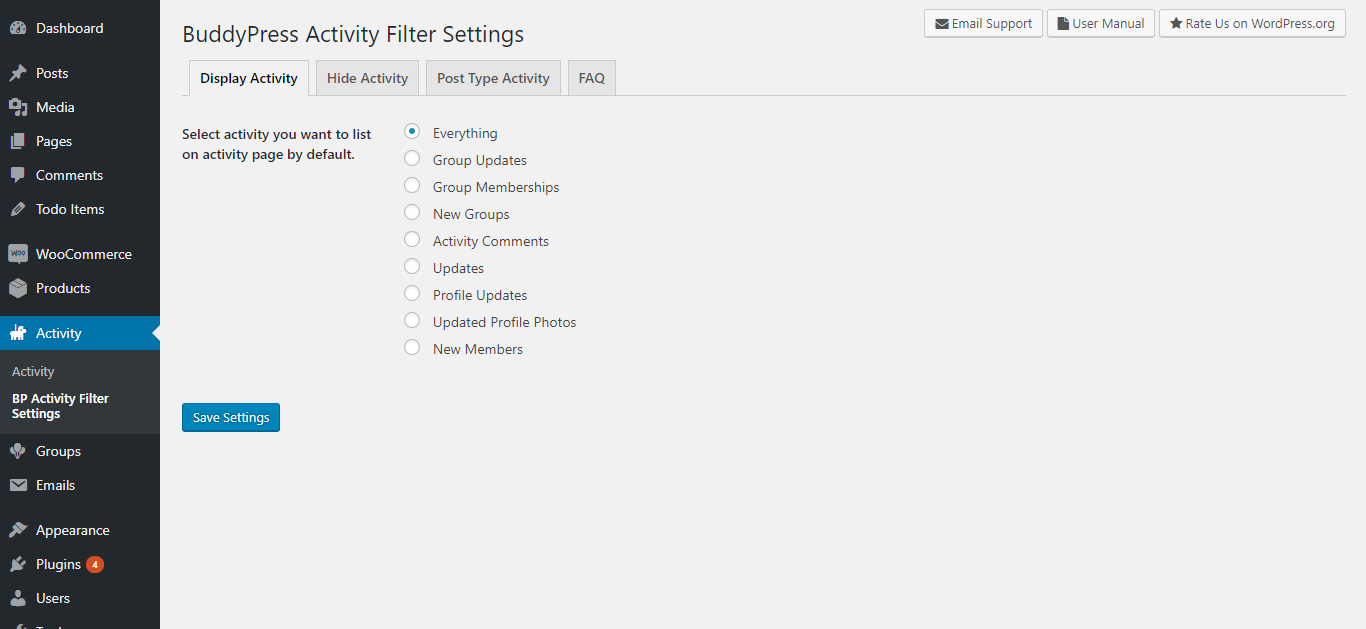 Dashboard
Posts
Media
Pages
Comments
Todo Items
WooCommerce
Products
Activity
Activity
BP Activity Filter
Settings
Groups
Emails
Appearance
Plugins 4
Users
BuddyPress Activity Filter Settings
Email Support
User Manual
Rate Us on WordPress.org
Display Activity
Hide Activity
Post Type Activity
FAQ
Select activity you want to list
on activity page by default.
Everything
Group Updates
Group Memberships
New Groups
Activity Comments
Updates
Profile Updates
Updated Profile Photos
New Members
Save Settings